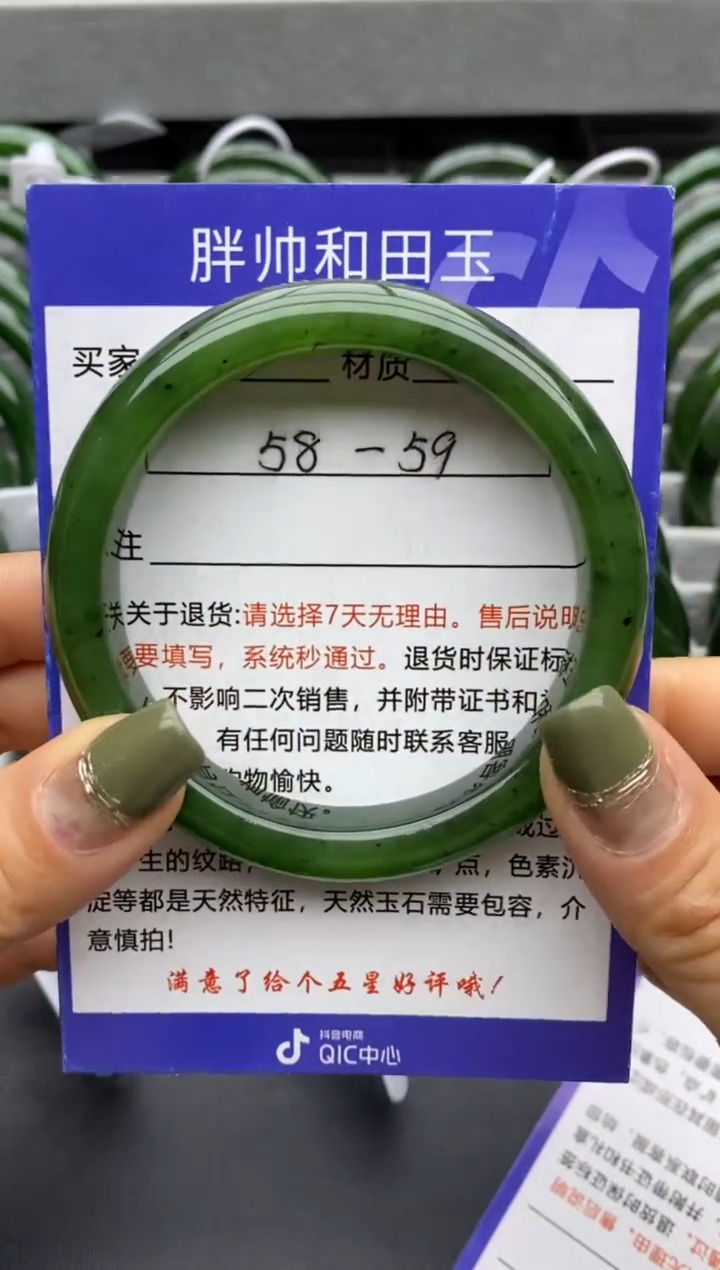 胖帅和田玉
买家 材质
58-59
注
关于退货:请选择7天无理由。售后说明
要填写，系统秒通过。退货时保证标
不影响二次销售，并附带证书和
有任何问题随时联系客服
购物愉快。
生的纹路， 点，色素沉
淀等都是天然特征，天然玉石需要包容，介
意慎拍!
满意了给个五星好评哦!
抖音电商
QIC中心